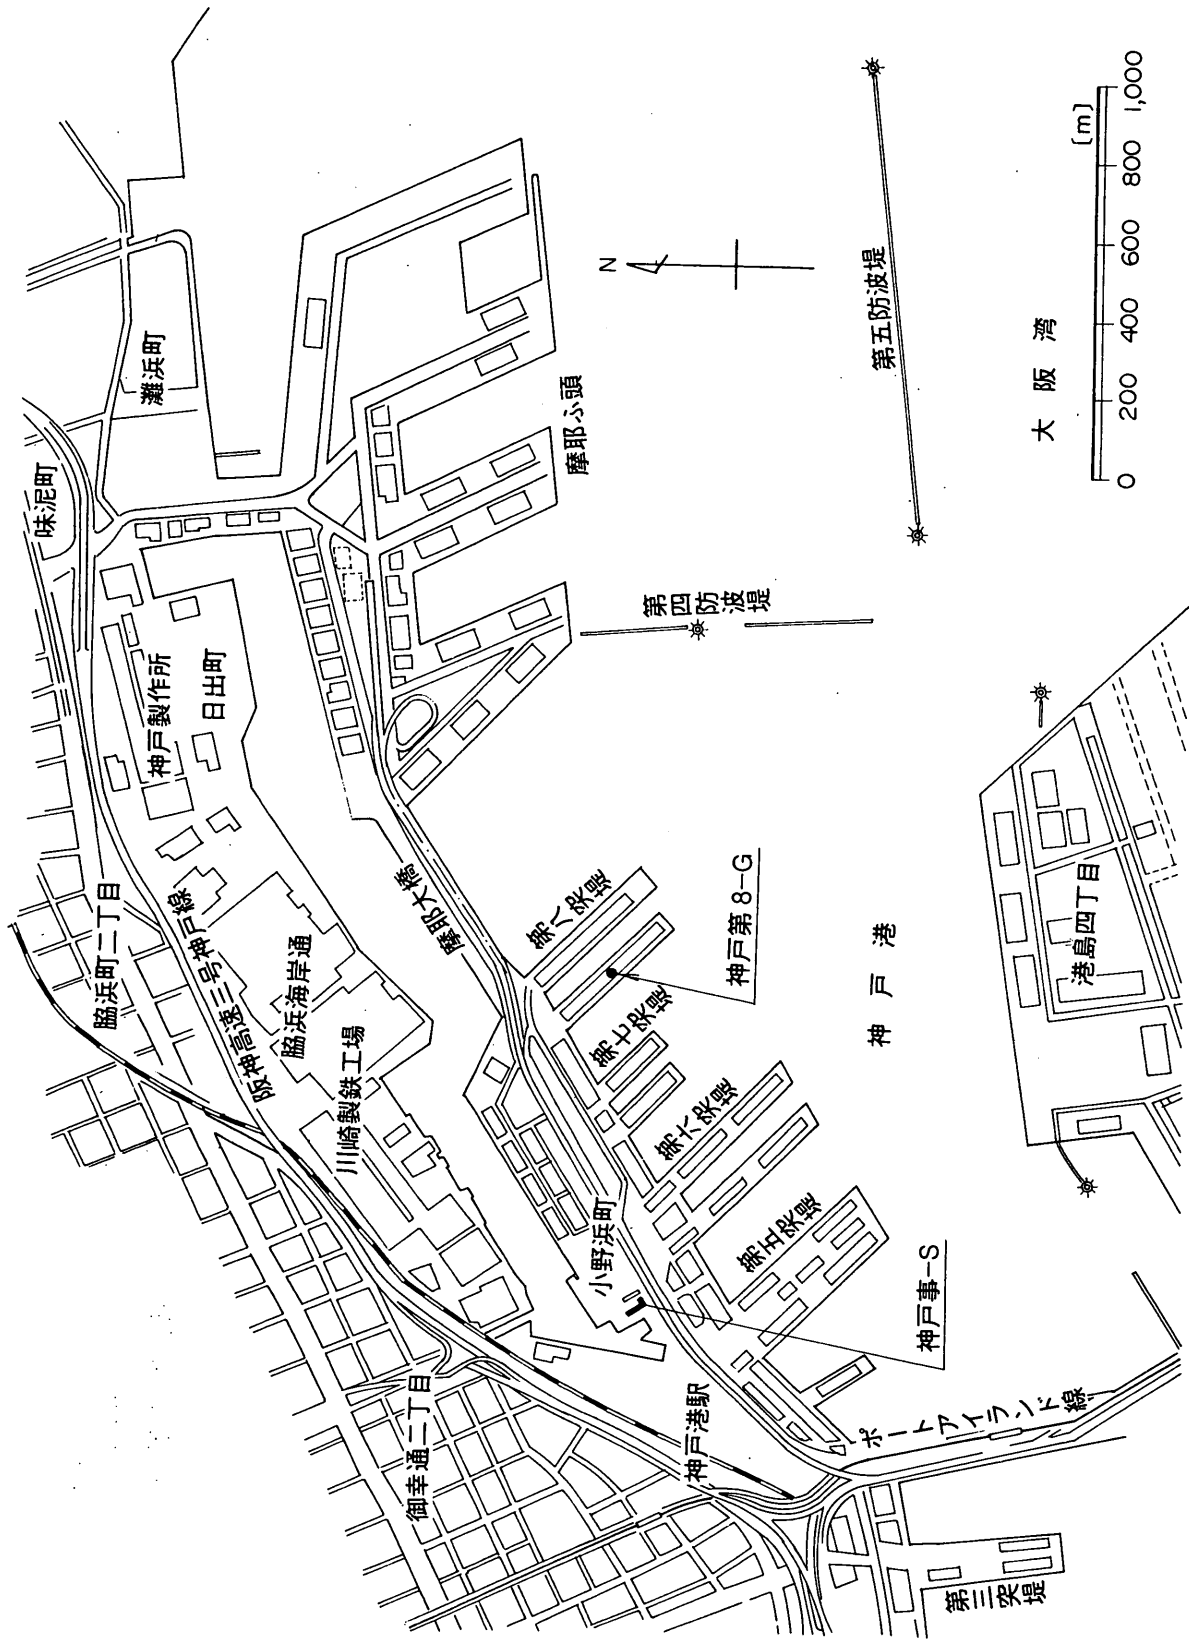 味泥町
灘浜町
神戸製作所
日出町
脇浜町二丁目
阪神高速三号神戸線
脇浜海岸通
川崎製鉄工場
摩耶大橋
摩耶ふ頭
N
第四防波堤
第五防波堤
大阪湾
[m]
0 200 400 600 800 1,000
第八突堤
神戸第8-G
第七突堤
第六突堤
第五突堤
小野浜町
神戸事-S
神戸港
港島四丁目
御幸通二丁目
神戸港駅
ポートアイランド線
第三突堤